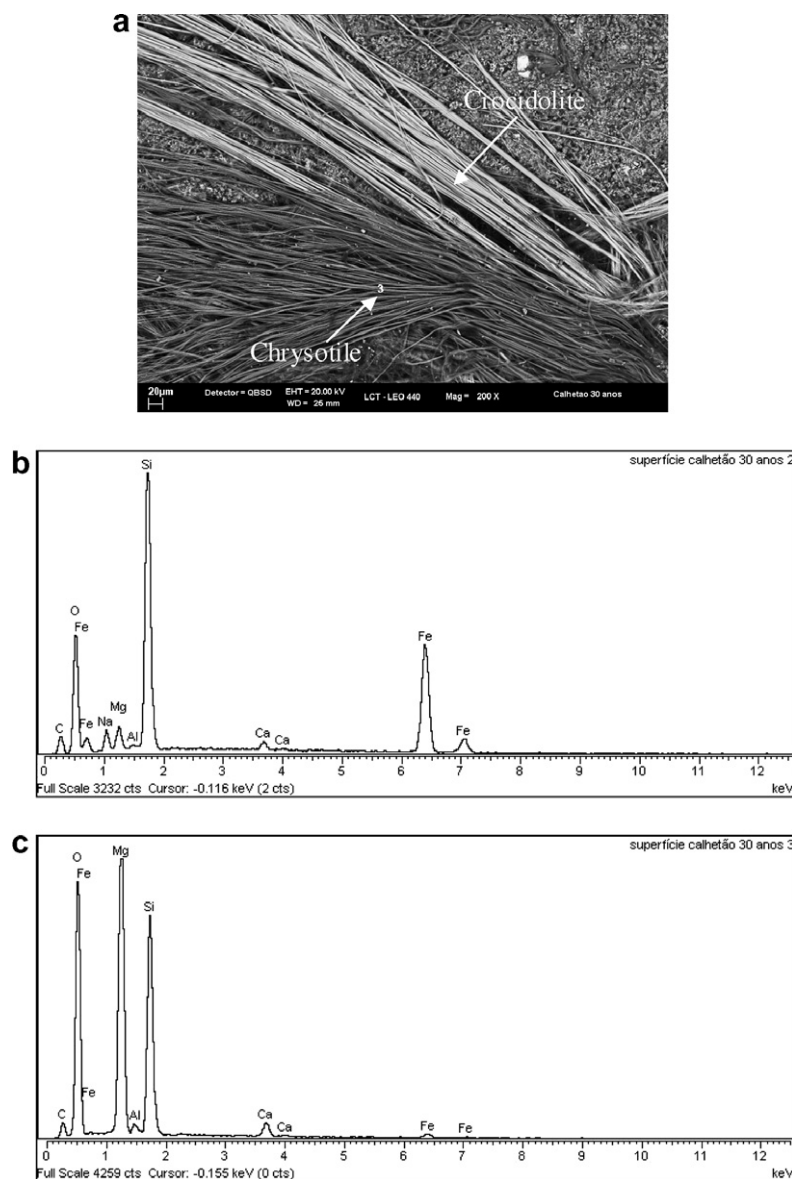 a
Crocidolite
3
Chrysotile
20µm Detector = QBSD EHT = 20.00 kV WD = 26 mm LCT - LEO 440 Mag = 200 X Calhetao 30 anos
b
superfície calhetão 30 anos 2
Si
O
Fe Fe
Mg
C Fe Na Al Ca Ca Fe
0 1 2 3 4 5 6 7 8 9 10 11 12
Full Scale 3232 cts Cursor: -0.116 keV (2 cts) keV
c
superfície calhetão 30 anos 3
O Mg
Fe
Si
Fe
C Al Ca Ca Fe Fe
0 1 2 3 4 5 6 7 8 9 10 11 12
Full Scale 4259 cts Cursor: -0.155 keV (0 cts) keV